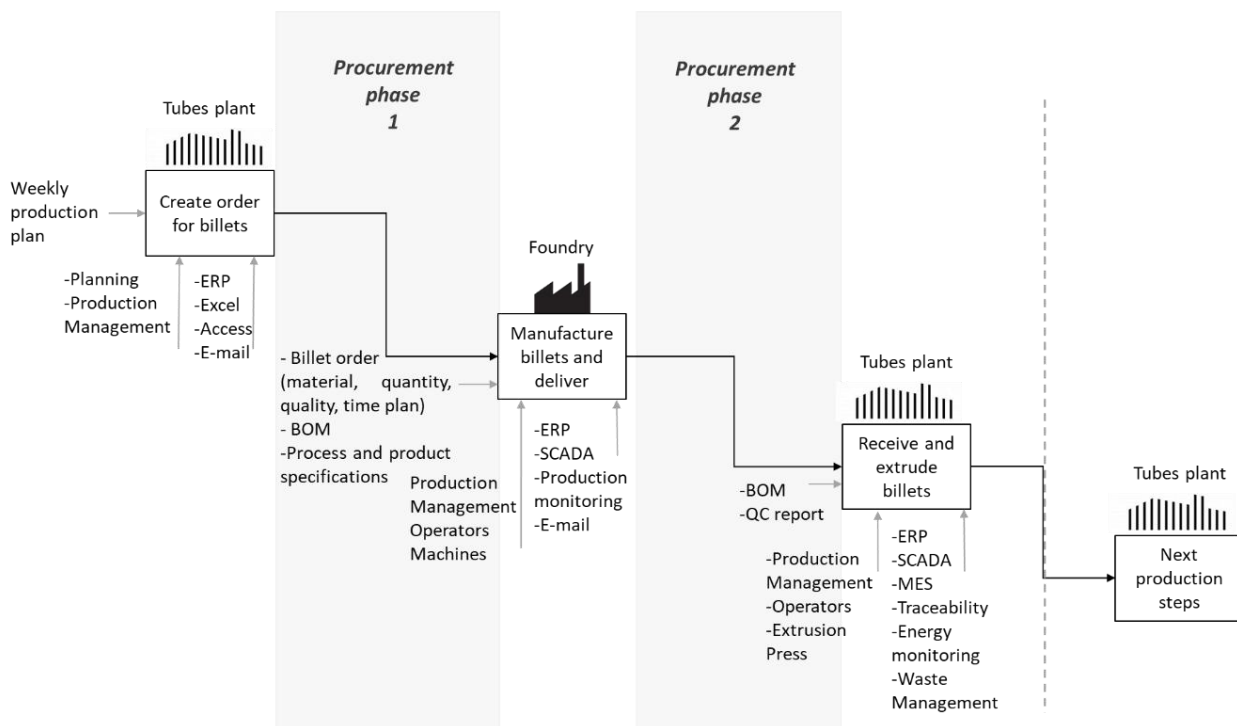 Procurement
phase
1
Procurement
phase
2
Tubes plant
Weekly
production
plan
Create order
for billets
-Planning
-Production
Management
-ERP
-Excel
-Access
-E-mail
Foundry
Manufacture
billets and
deliver
- Billet order
(material, quantity,
quality, time plan)
- BOM
-Process and product
specifications
Production
Management
Operators
Machines
-ERP
-SCADA
-Production
monitoring
-E-mail
Tubes plant
Receive and
extrude
billets
-BOM
-QC report
-Production
Management
-Operators
-Extrusion
Press
-ERP
-SCADA
-MES
-Traceability
-Energy
monitoring
-Waste
Management
Tubes plant
Next
production
steps